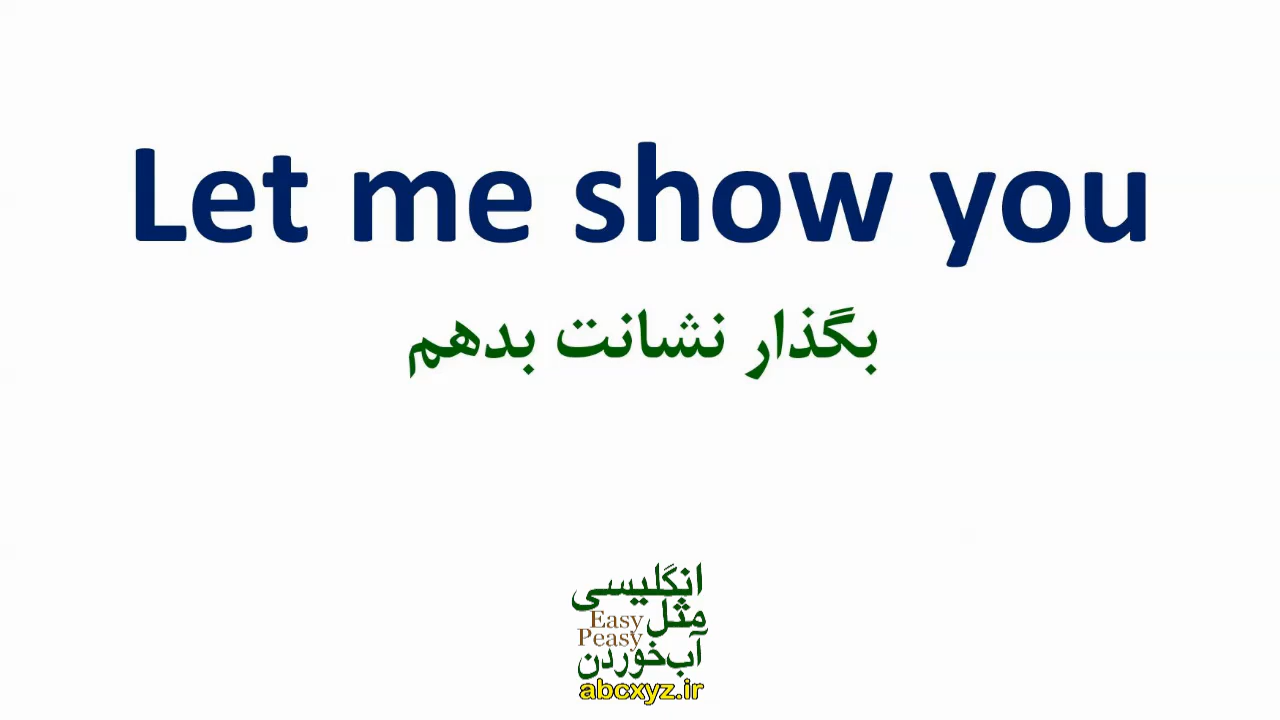 Let me show you
بگذار نشانت بدهم
انگلیسی
مثل
Easy
Peasy
آب خوردن
abcxyz.ir